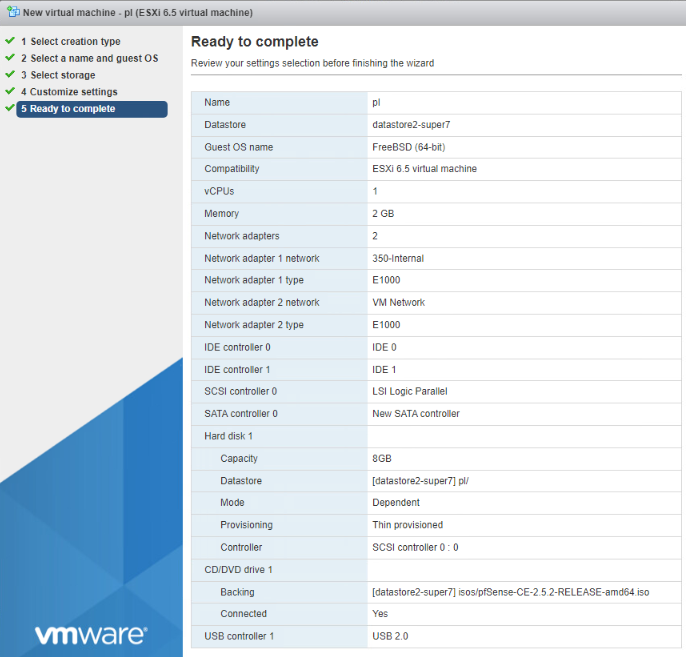 New virtual machine - pl (ESXi 6.5 virtual machine)
1 Select creation type
2 Select a name and guest OS
3 Select storage
4 Customize settings
5 Ready to complete
Ready to complete
Review your settings selection before finishing the wizard
Name pl
Datastore datastore2-super7
Guest OS name FreeBSD (64-bit)
Compatibility ESXi 6.5 virtual machine
vCPUs 1
Memory 2 GB
Network adapters 2
Network adapter 1 network 350-Internal
Network adapter 1 type E1000
Network adapter 2 network VM Network
Network adapter 2 type E1000
IDE controller 0 IDE 0
IDE controller 1 IDE 1
SCSI controller 0 LSI Logic Parallel
SATA controller 0 New SATA controller
Hard disk 1
Capacity 8GB
Datastore [datastore2-super7] pl/
Mode Dependent
Provisioning Thin provisioned
Controller SCSI controller 0 : 0
CD/DVD drive 1
Backing [datastore2-super7] isos/pfSense-CE-2.5.2-RELEASE-amd64.iso
Connected Yes
USB controller 1 USB 2.0
vmware®